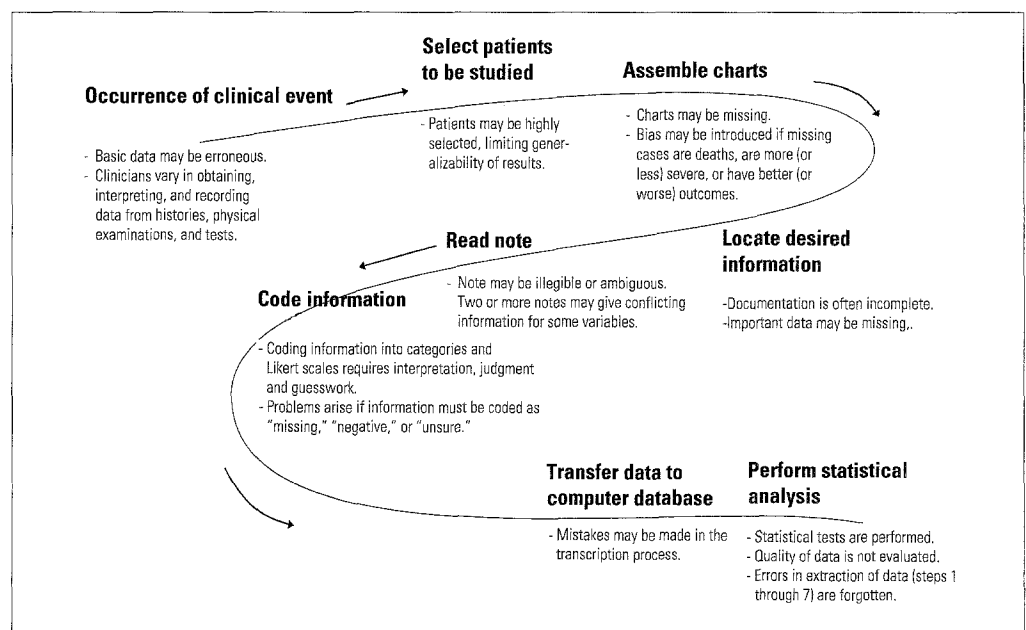 Occurrence of clinical event
- Basic data may be erroneous.
- Clinicians vary in obtaining,
interpreting, and recording
data from histories, physical
examinations, and tests.
Select patients
to be studied
- Patients may be highly
selected, limiting gener-
alizability of results.
Assemble charts
- Charts may be missing.
- Bias may be introduced if missing
cases are deaths, are more (or
less) severe, or have better (or
worse) outcomes.
Locate desired
information
-Documentation is often incomplete.
-Important data may be missing,.
Read note
- Note may be illegible or ambiguous.
Two or more notes may give conflicting
information for some variables.
Code information
- Coding information into categories and
Likert scales requires interpretation, judgment
and guesswork.
- Problems arise if information must be coded as
"missing," "negative," or "unsure."
Transfer data to
computer database
- Mistakes may be made in the
transcription process.
Perform statistical
analysis
- Statistical tests are performed.
- Quality of data is not evaluated.
- Errors in extraction of data (steps 1
through 7) are forgotten.